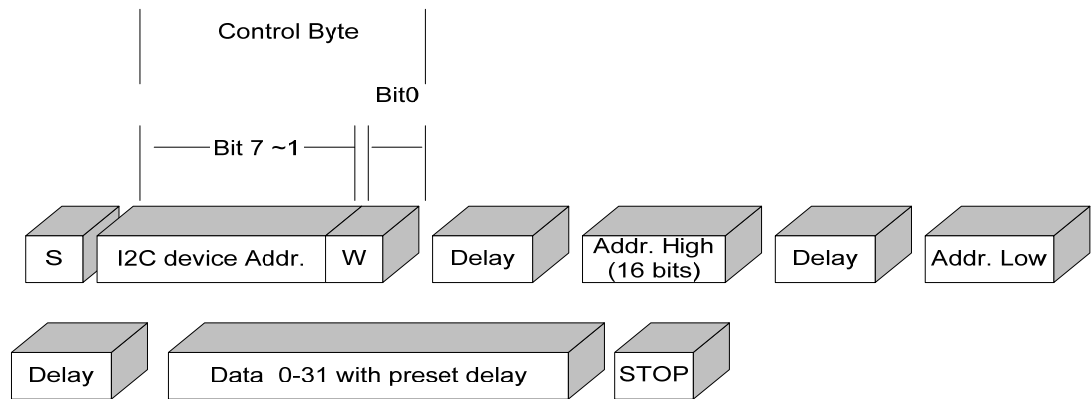 Control Byte
Bit0
Bit 7 ~1
S
I2C device Addr.
W
Delay
Addr. High
(16 bits)
Delay
Addr. Low
Delay
Data 0-31 with preset delay
STOP